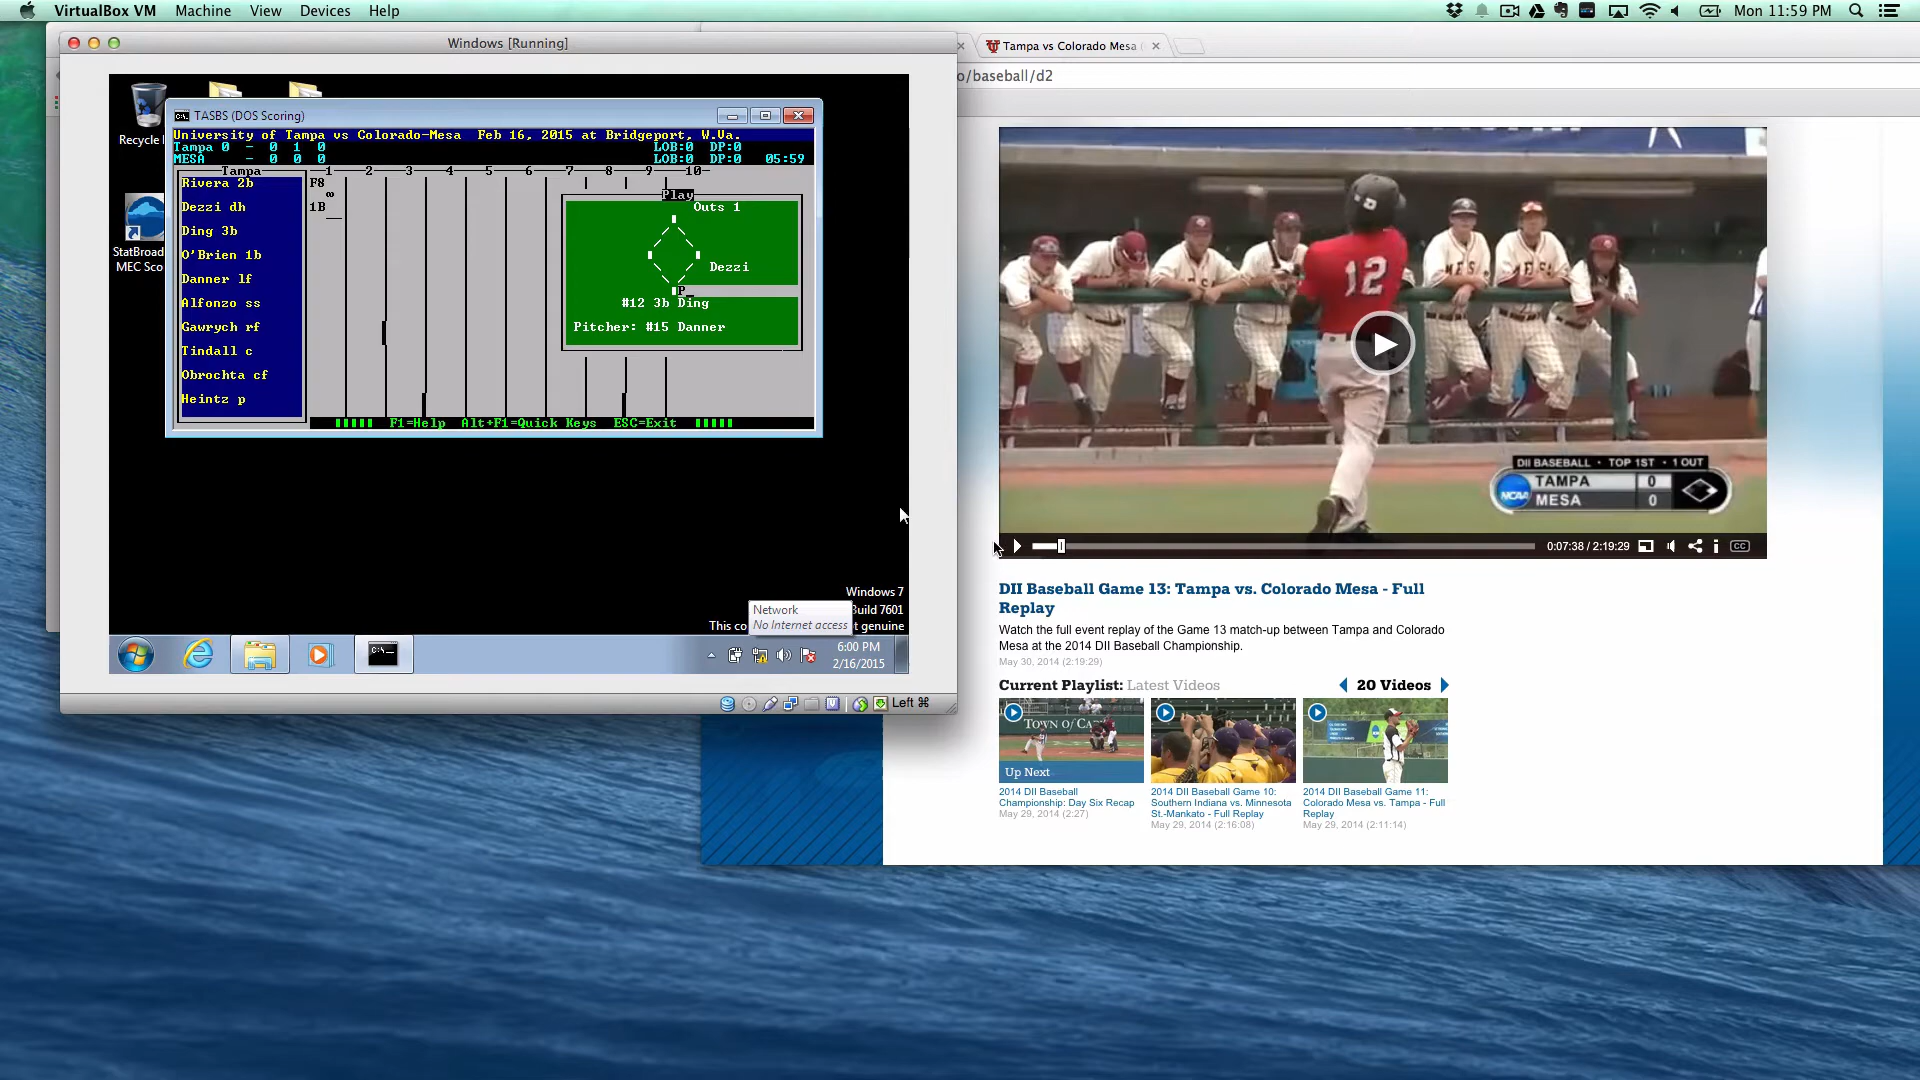 VirtualBox VM Machine View Devices Help
Mon 11:59 PM
Windows [Running]
Tampa vs Colorado Mesa
o/baseball/d2
Recycle
TASBS (DOS Scoring)
University of Tampa vs Colorado-Mesa Feb 16, 2015 at Bridgeport, W.Va.
Tampa 0 - 0 1 0 LOB:0 DP:0
MESA - 0 0 0 LOB:0 DP:0 05:59
Tampa 1 2 3 4 5 6 7 8 9 10
Rivera 2b F8
Dezzi dh 1B
Ding 3b
O'Brien 1b
Danner lf
Alfonzo ss
Gawrych rf
Tindall c
Obrochta cf
Heintz p
Play
Outs 1
Dezzi
P
#12 3b Ding
Pitcher: #15 Danner
F1=Help Alt+F1=Quick Keys ESC=Exit
StatBroad
MEC Sco
Windows 7
Build 7601
This co t genuine
Network
No Internet access
6:00 PM
2/16/2015
Left ⌘
MESA
12
DII BASEBALL • TOP 1ST • 1 OUT
NCAA
TAMPA 0
MESA 0
0:07:38 / 2:19:29
CC
DII Baseball Game 13: Tampa vs. Colorado Mesa - Full
Replay
Watch the full event replay of the Game 13 match-up between Tampa and Colorado
Mesa at the 2014 DII Baseball Championship.
May 30, 2014 (2:19:29)
Current Playlist: Latest Videos
20 Videos
TOWN OF CA
Up Next
2014 DII Baseball
Championship: Day Six Recap
May 29, 2014 (2:27)
2014 DII Baseball Game 10:
Southern Indiana vs. Minnesota
St.-Mankato - Full Replay
May 29, 2014 (2:16:08)
2014 DII Baseball Game 11:
Colorado Mesa vs. Tampa - Full
Replay
May 29, 2014 (2:11:14)